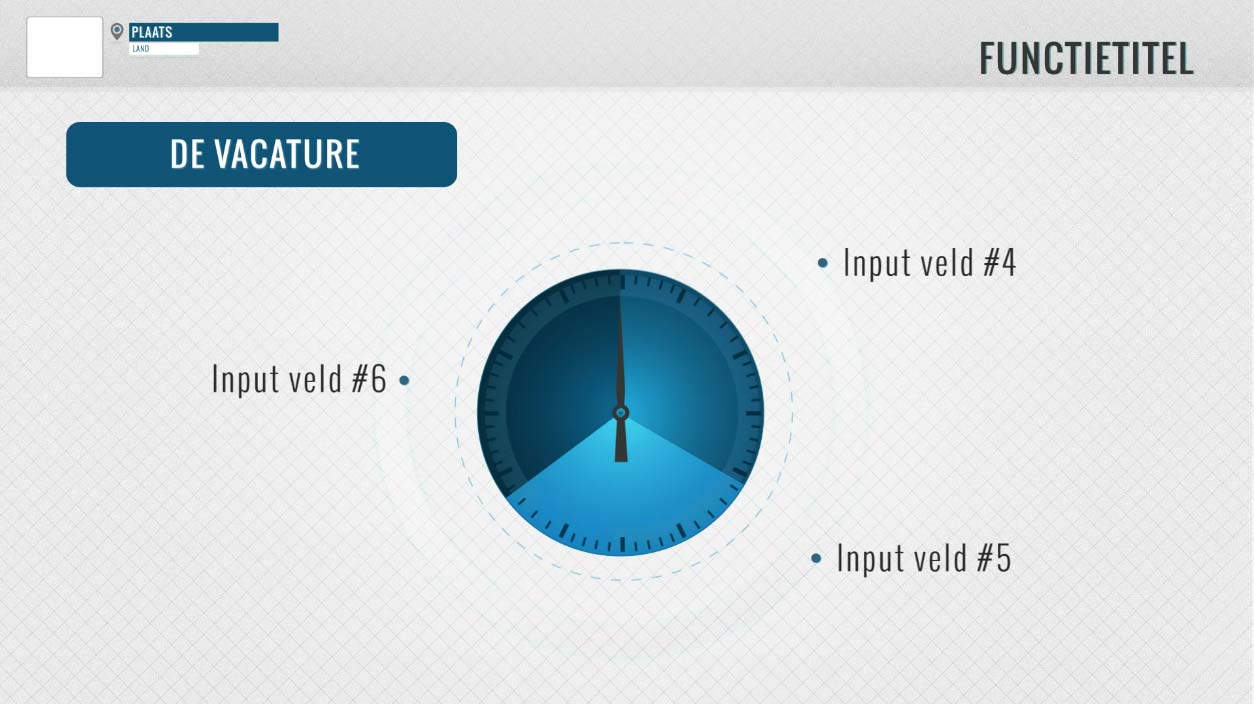 PLAATS
LAND
FUNCTIETITEL
DE VACATURE
Input veld #4
Input veld #6
Input veld #5